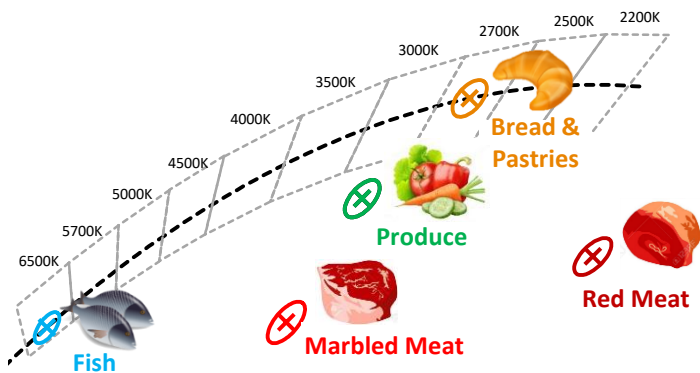 2200K
2500K
2700K
3000K
3500K
4000K
4500K
5000K
5700K
6500K
Bread &
Pastries
Produce
Red Meat
Marbled Meat
Fish